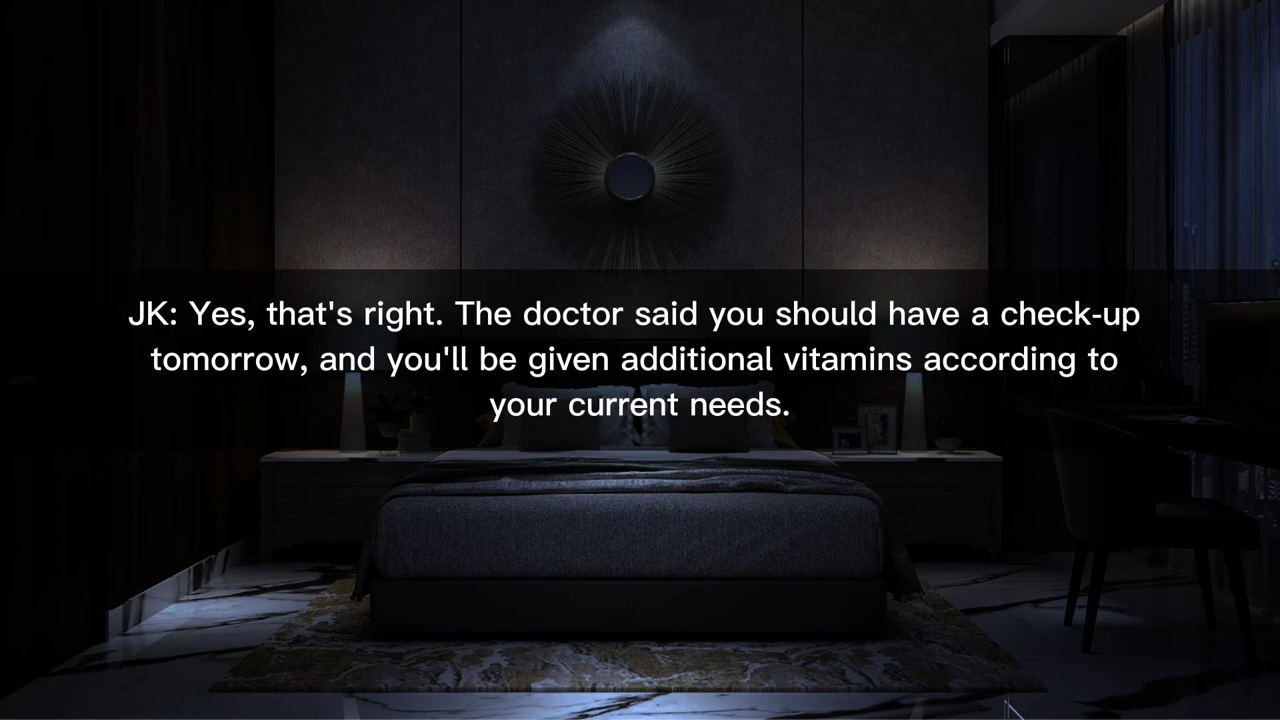 JK: Yes, that's right. The doctor said you should have a check-up
tomorrow, and you'll be given additional vitamins according to
your current needs.